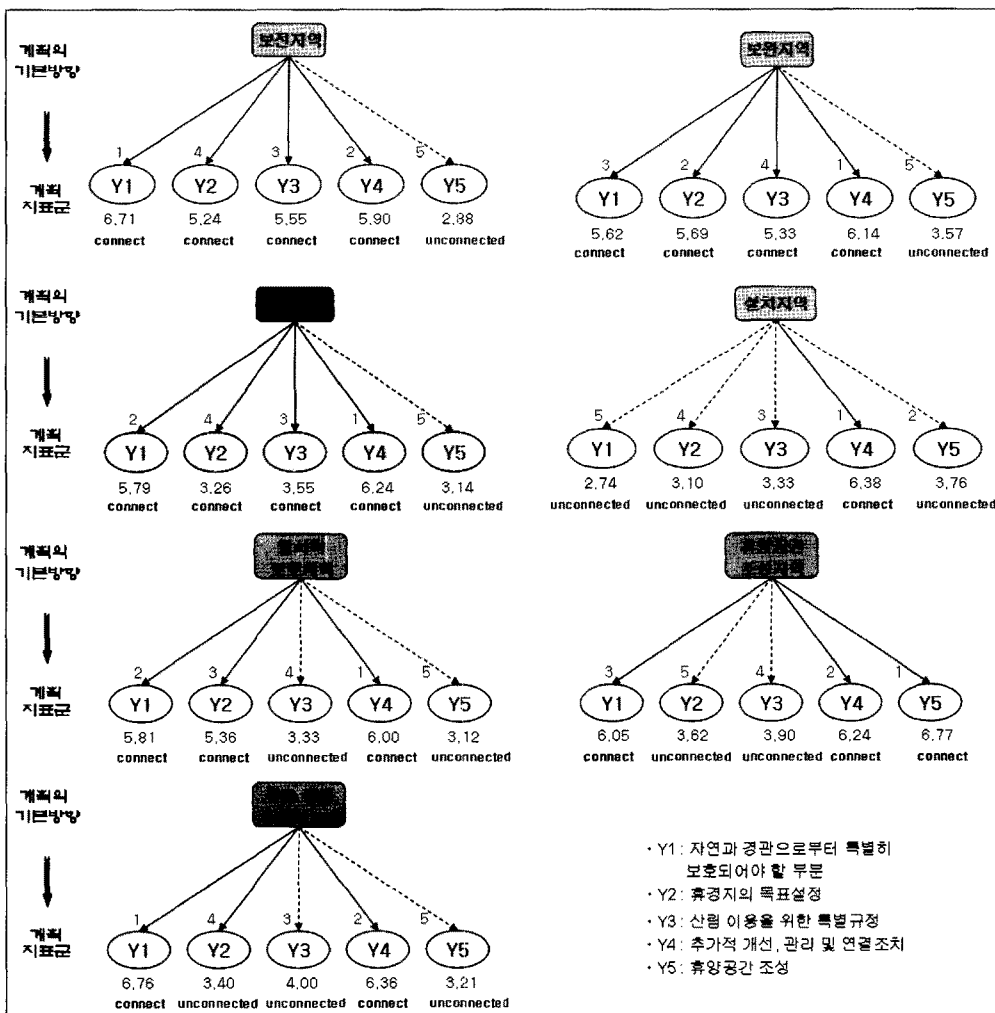 계획의
기본방향
보전지역
1
4
3
2
5
계획
지표군
Y1
Y2
Y3
Y4
Y5
6.71
5.24
5.55
5.90
2.88
connect
connect
connect
connect
unconnected
보완지역
3
2
4
1
5
Y1
Y2
Y3
Y4
Y5
5.62
5.69
5.33
6.14
3.57
connect
connect
connect
connect
unconnected
계획의
기본방향
2
4
3
1
5
계획
지표군
Y1
Y2
Y3
Y4
Y5
5.79
3.26
3.55
6.24
3.14
connect
connect
connect
connect
unconnected
설치지역
5
4
3
1
2
Y1
Y2
Y3
Y4
Y5
2.74
3.10
3.33
6.38
3.76
unconnected
unconnected
unconnected
connect
unconnected
계획의
기본방향
2
3
4
1
5
계획
지표군
Y1
Y2
Y3
Y4
Y5
5.81
5.36
3.33
6.00
3.12
connect
connect
unconnected
connect
unconnected
3
5
4
2
1
Y1
Y2
Y3
Y4
Y5
6.05
3.62
3.90
6.24
6.77
connect
unconnected
unconnected
connect
connect
계획의
기본방향
1
4
3
2
5
계획
지표군
Y1
Y2
Y3
Y4
Y5
6.76
3.40
4.00
6.36
3.21
connect
unconnected
unconnected
connect
unconnected
· Y1 : 자연과 경관으로부터 특별히
보호되어야 할 부분
· Y2 : 휴경지의 목표설정
· Y3 : 산림 이용을 위한 특별규정
· Y4 : 추가적 개선, 관리 및 연결조치
· Y5 : 휴양공간 조성